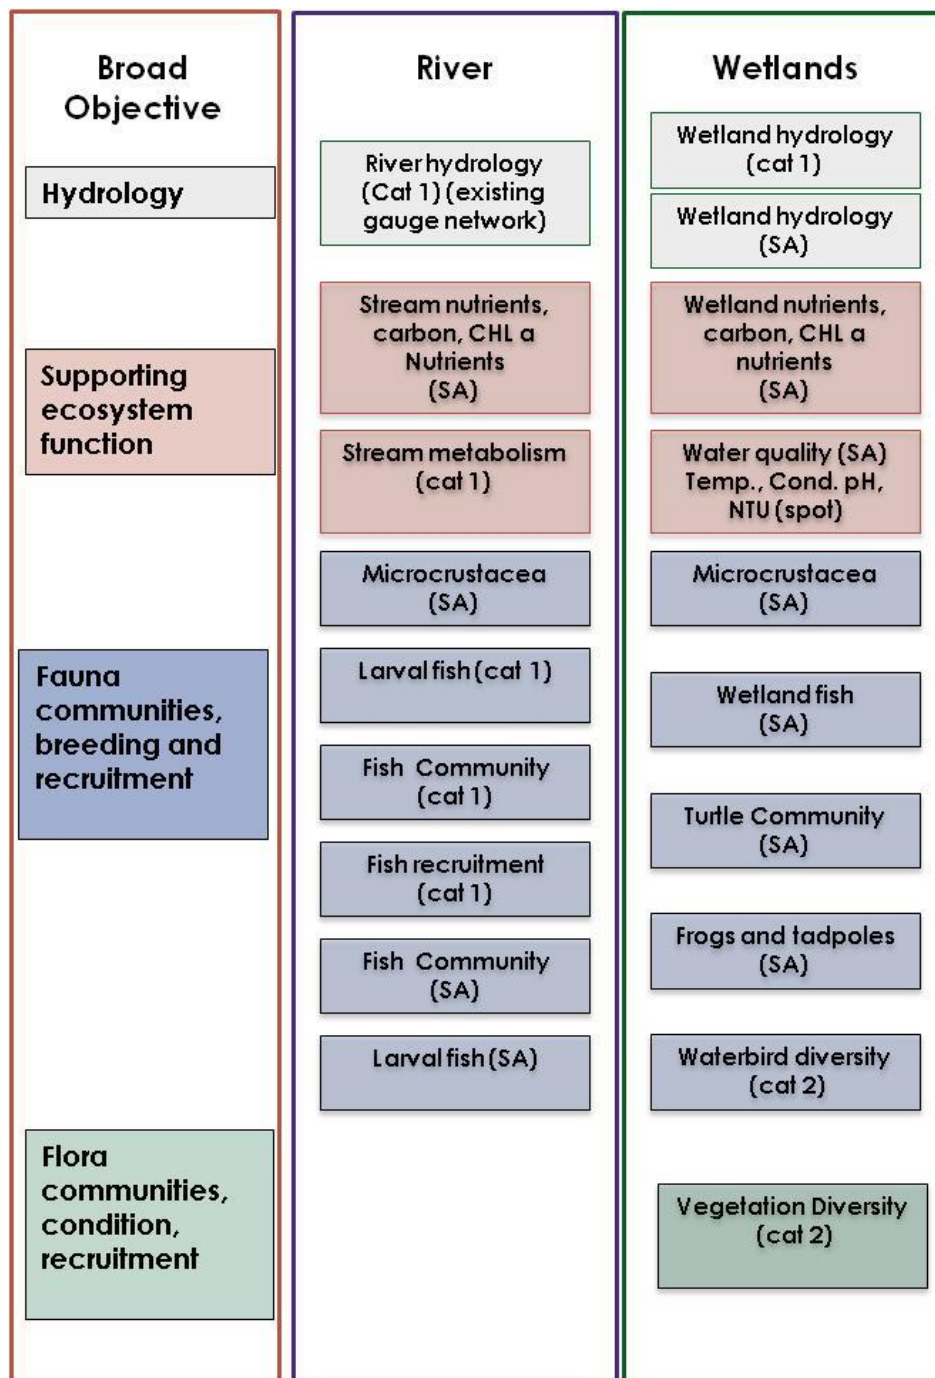 Broad
Objective
Hydrology
Supporting
ecosystem
function
Fauna
communities,
breeding and
recruitment
Flora
communities,
condition,
recruitment
River
River hydrology
(Cat 1) (existing
gauge network)
Stream nutrients,
carbon, CHL a
Nutrients
(SA)
Stream metabolism
(cat 1)
Microcrustacea
(SA)
Larval fish (cat 1)
Fish Community
(cat 1)
Fish recruitment
(cat 1)
Fish Community
(SA)
Larval fish (SA)
Wetlands
Wetland hydrology
(cat 1)
Wetland hydrology
(SA)
Wetland nutrients,
carbon, CHL a
nutrients
(SA)
Water quality (SA)
Temp., Cond. pH,
NTU (spot)
Microcrustacea
(SA)
Wetland fish
(SA)
Turtle Community
(SA)
Frogs and tadpoles
(SA)
Waterbird diversity
(cat 2)
Vegetation Diversity
(cat 2)